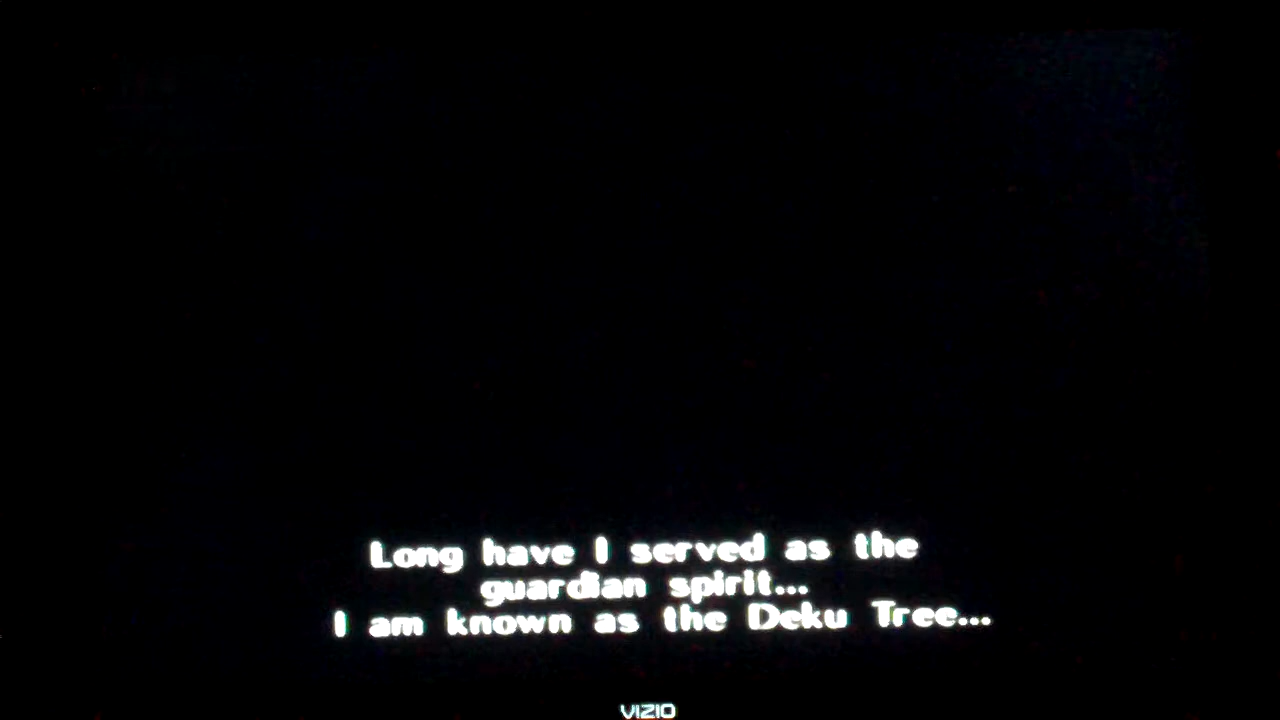 Long have I served as the
guardian spirit...
I am known as the Deku Tree...
VIZIO